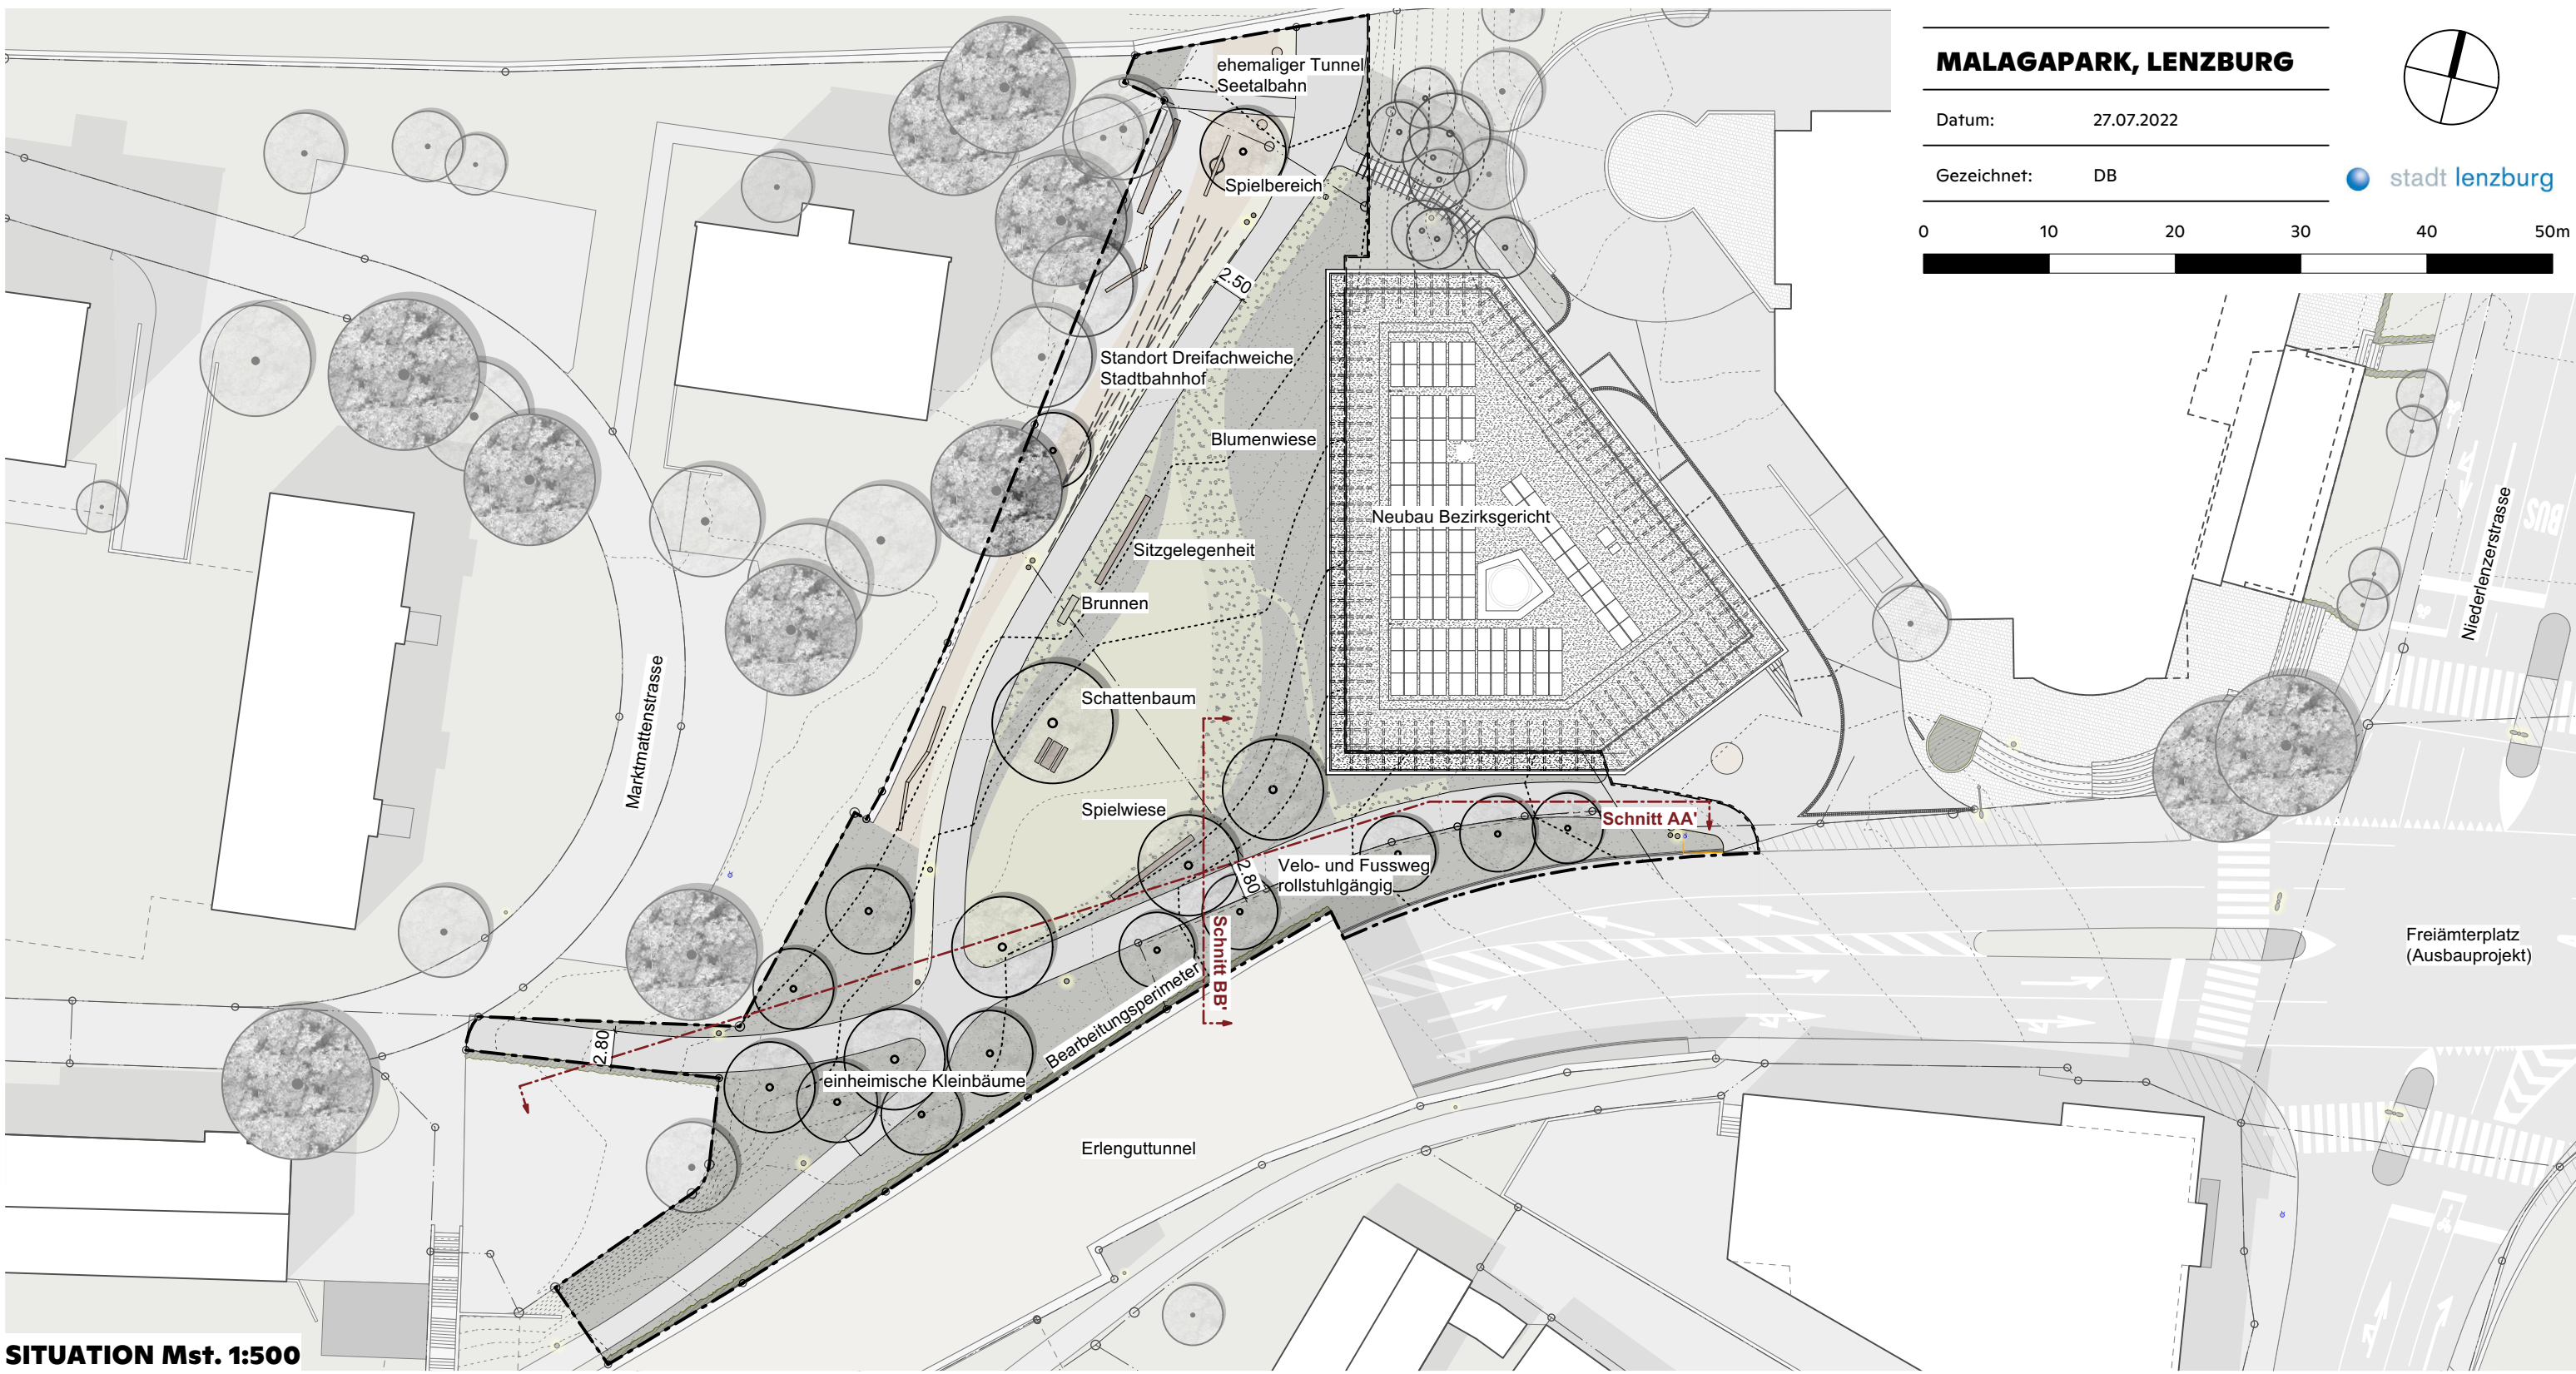 MALAGAPARK, LENZBURG
Datum: 27.07.2022
Gezeichnet: DB
stadt lenzburg
0 10 20 30 40 50m
ehemaliger Tunnel
Seetalbahn
Spielbereich
2.50
Standort Dreifachweiche
Stadtbahnhof
Blumenwiese
Neubau Bezirksgericht
Sitzgelegenheit
Brunnen
Schattenbaum
Spielwiese
Marktmattenstrasse
Niederlenzerstrasse
BUS
Schnitt AA'
Velo- und Fussweg
rollstuhlgängig
2.80
Schnitt BB'
Freiämterplatz
(Ausbauprojekt)
Bearbeitungsperimeter
2.80
einheimische Kleinbäume
Erlenguttunnel
SITUATION Mst. 1:500